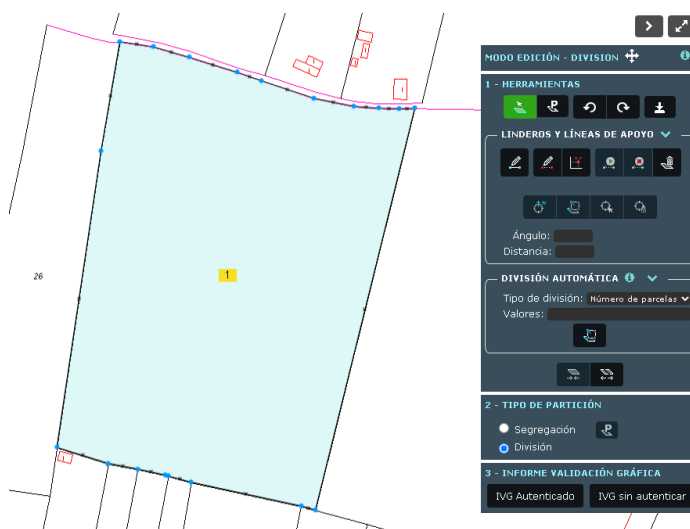 MODO EDICIÓN - DIVISION
1 - HERRAMIENTAS
LINDEROS Y LÍNEAS DE APOYO
Ángulo:
Distancia:
DIVISIÓN AUTOMÁTICA
Tipo de división: Número de parcelas
Valores:
2 - TIPO DE PARTICIÓN
Segregación
División
3 - INFORME VALIDACIÓN GRÁFICA
IVG Autenticado IVG sin autenticar
26
1